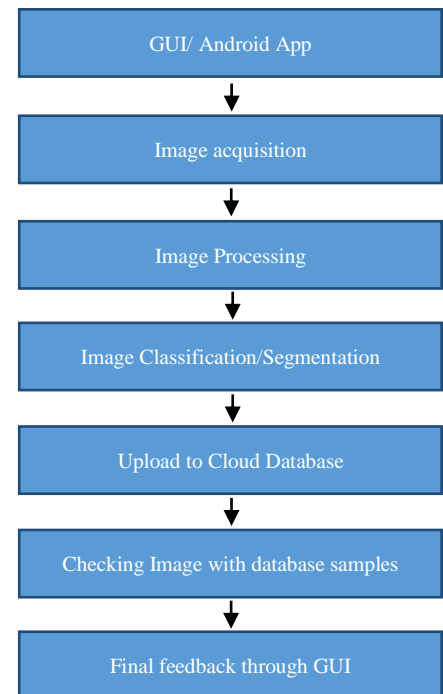 GUI/ Android App
Image acquisition
Image Processing
Image Classification/Segmentation
Upload to Cloud Database
Checking Image with database samples
Final feedback through GUI